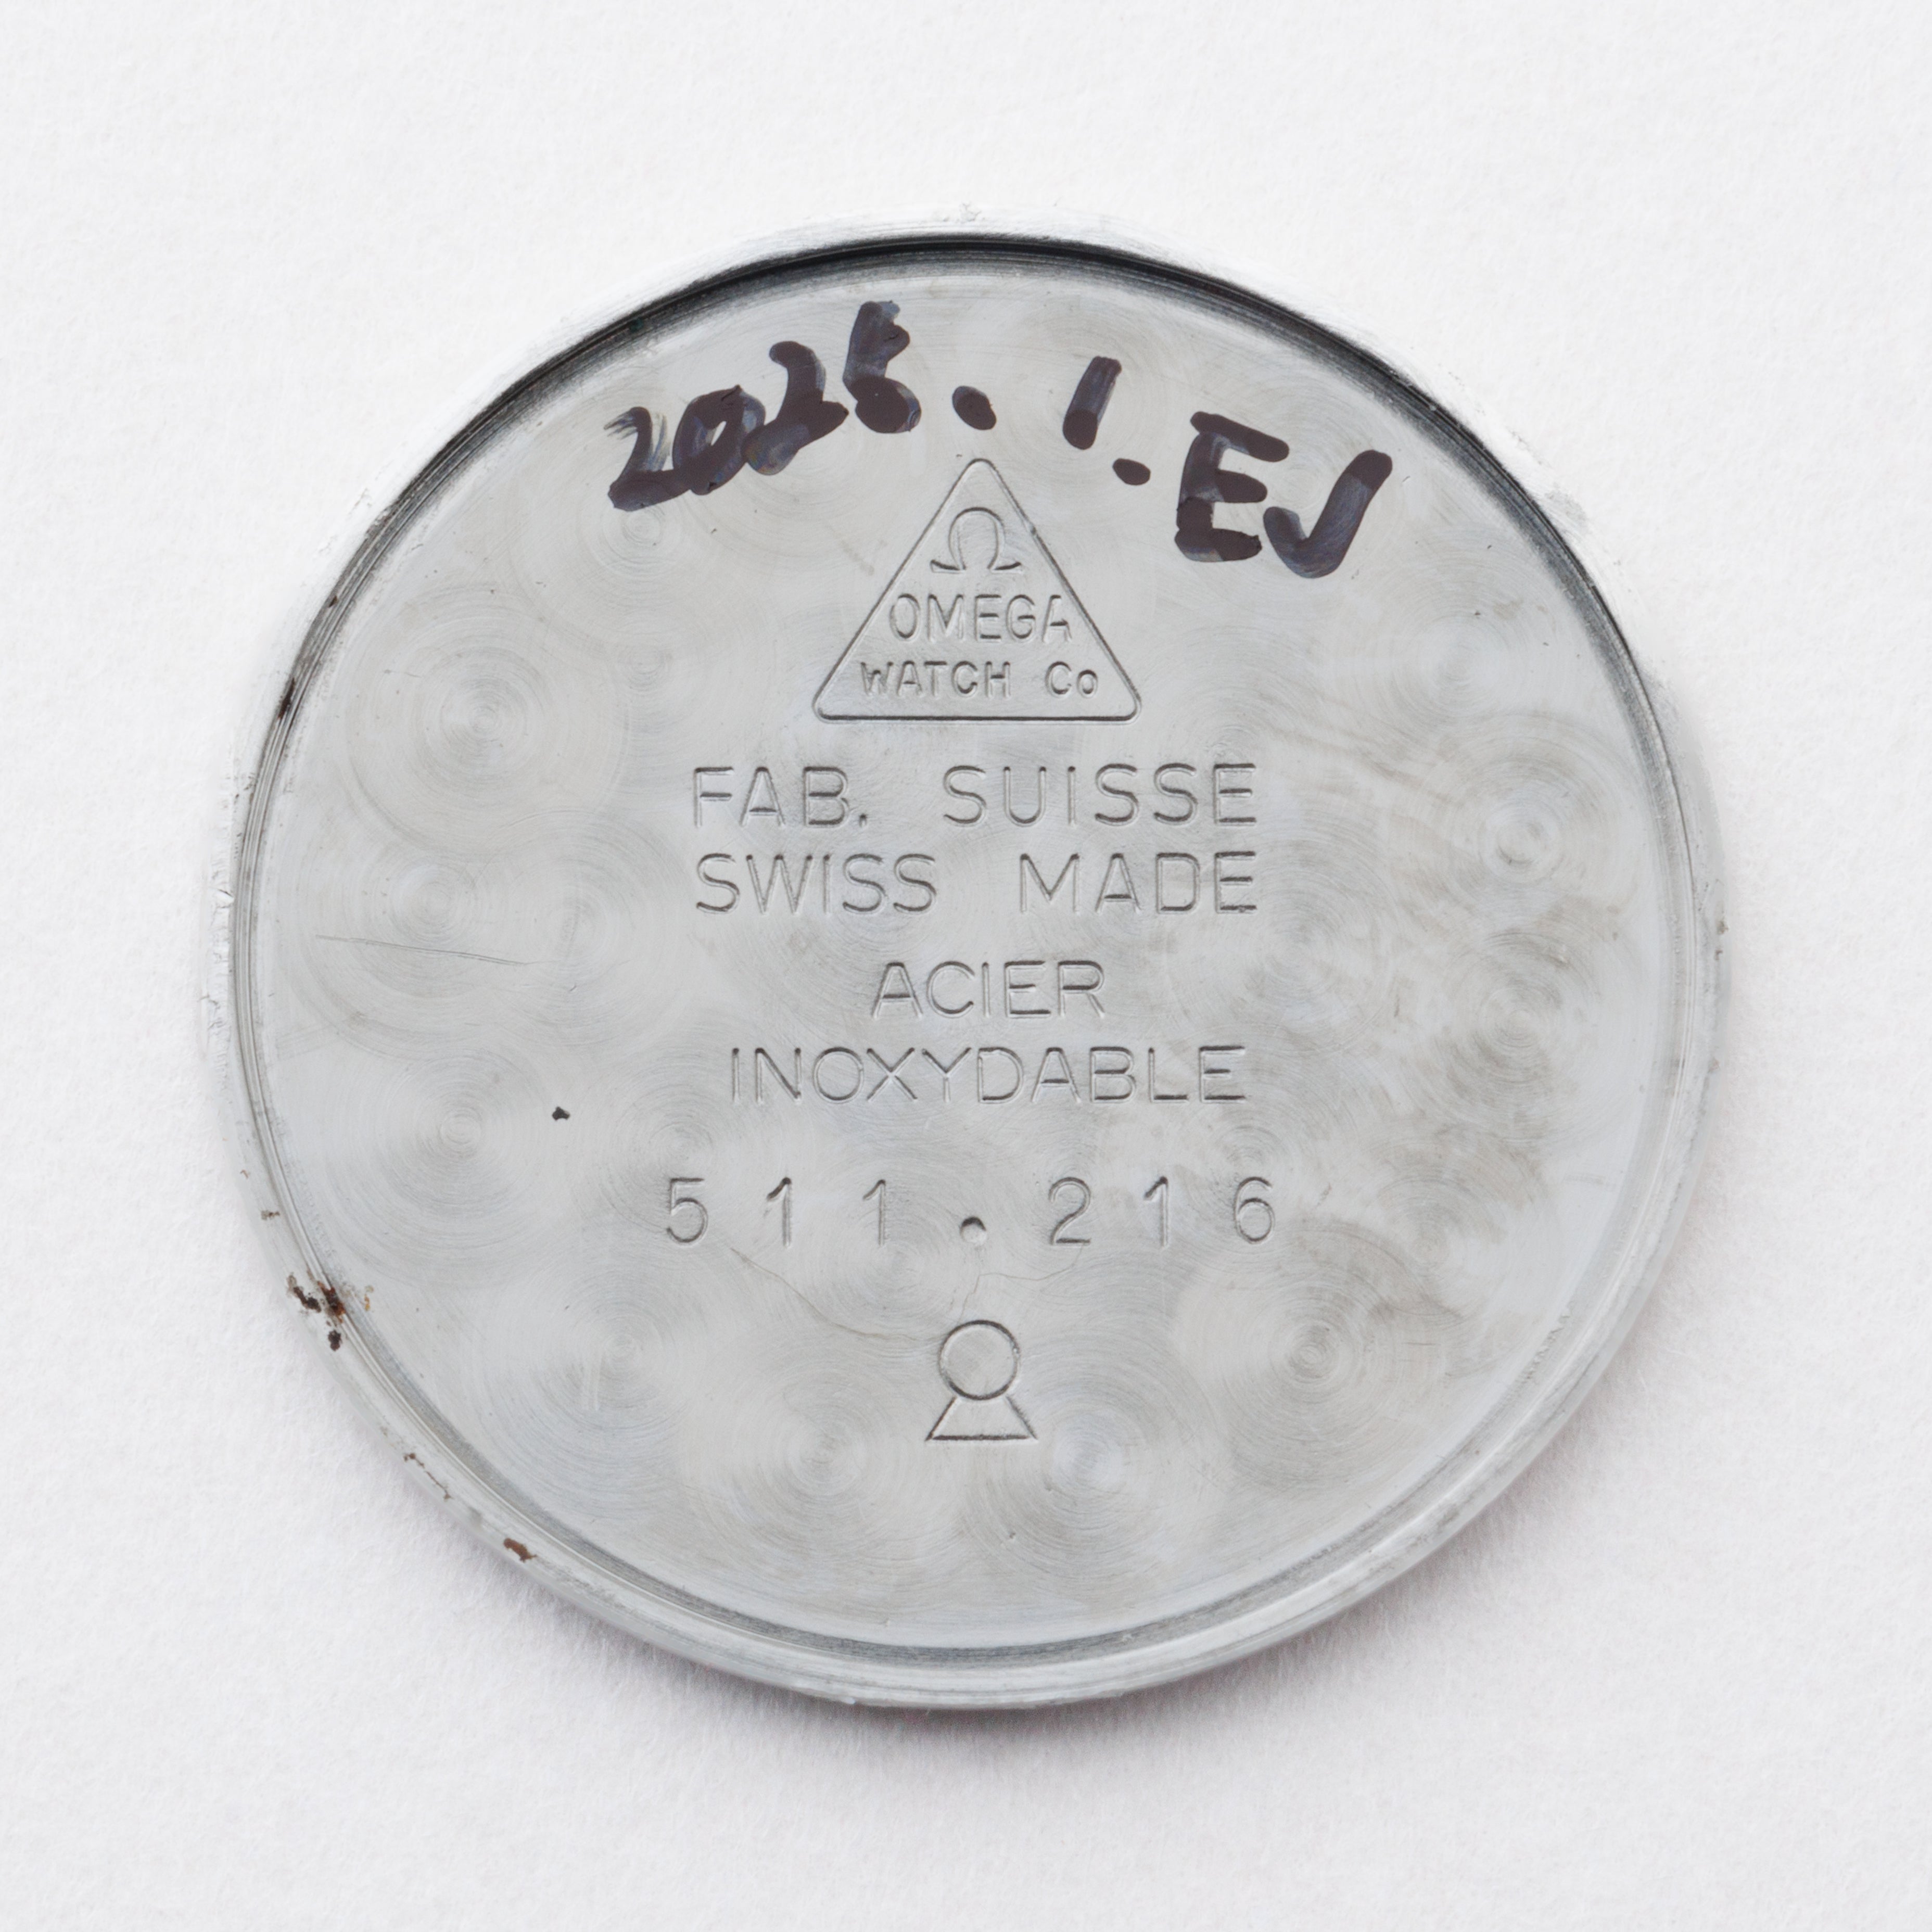 2025.1.EJ
Ω
OMEGA
WATCH Co
FAB. SUISSE
SWISS MADE
ACIER
INOXYDABLE
511.216